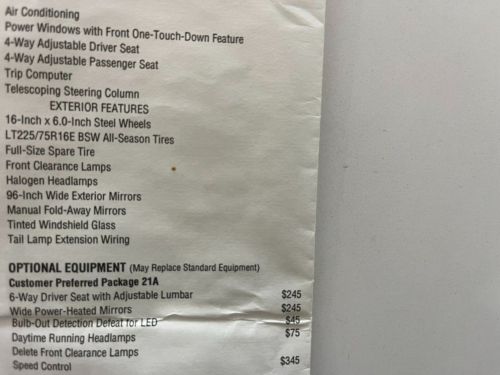 Air Conditioning
Power Windows with Front One-Touch-Down Feature
4-Way Adjustable Driver Seat
4-Way Adjustable Passenger Seat
Trip Computer
Telescoping Steering Column
EXTERIOR FEATURES
16-Inch x 6.0-Inch Steel Wheels
LT225/75R16E BSW All-Season Tires
Full-Size Spare Tire
Front Clearance Lamps
Halogen Headlamps
96-Inch Wide Exterior Mirrors
Manual Fold-Away Mirrors
Tinted Windshield Glass
Tail Lamp Extension Wiring
OPTIONAL EQUIPMENT (May Replace Standard Equipment)
Customer Preferred Package 21A
6-Way Driver Seat with Adjustable Lumbar $245
Wide Power-Heated Mirrors $245
Bulb-Out Detection Defeat for LED $45
Daytime Running Headlamps $75
Delete Front Clearance Lamps
Speed Control $345